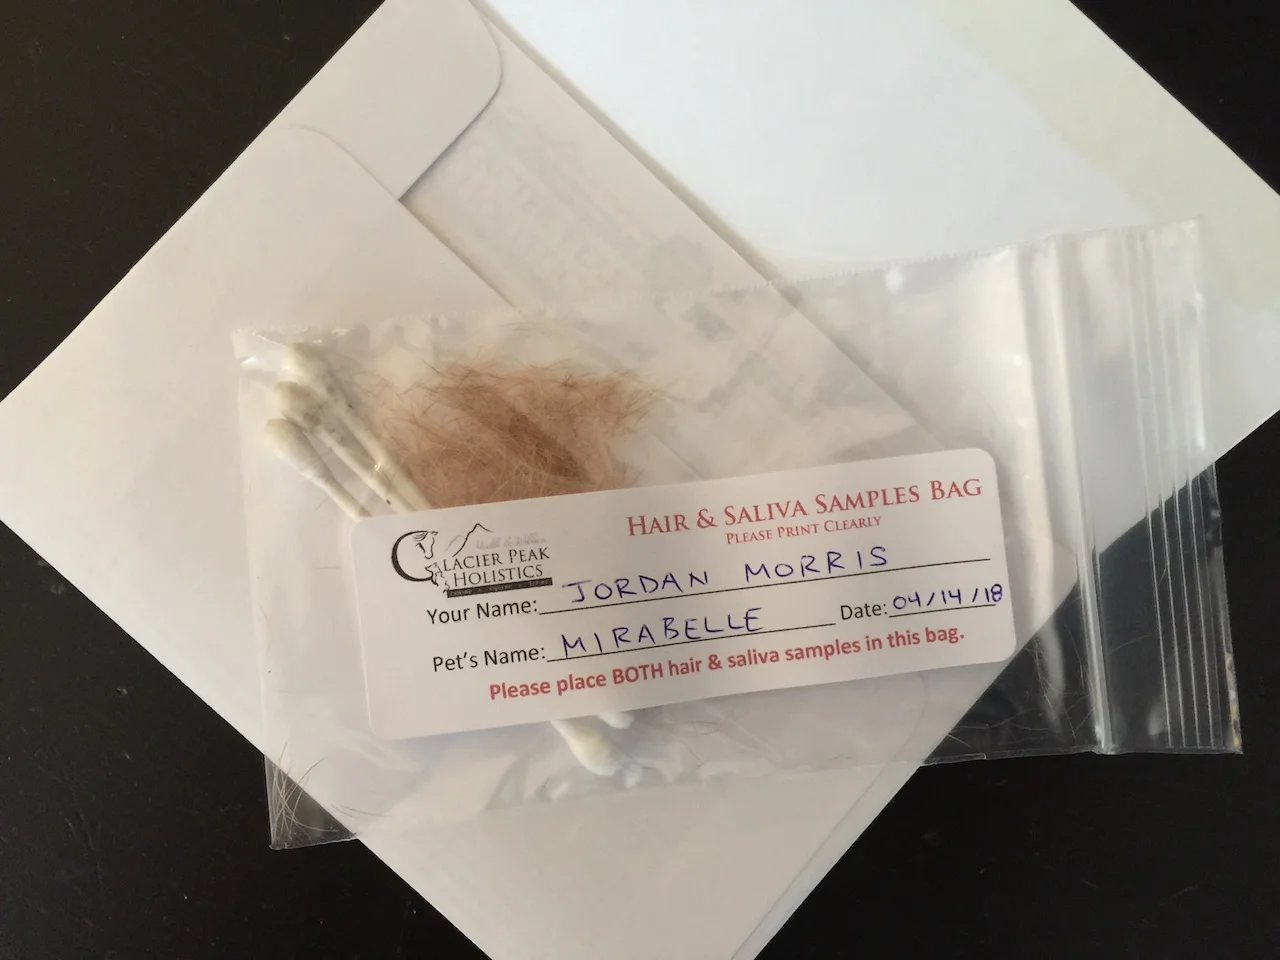 HAIR & SALIVA SAMPLES BAG
PLEASE PRINT CLEARLY
GLACIER PEAK
HOLISTICS
Your Name: JORDAN MORRIS
Pet's Name: MIRABELLE Date: 04/14/18
Please place BOTH hair & saliva samples in this bag.